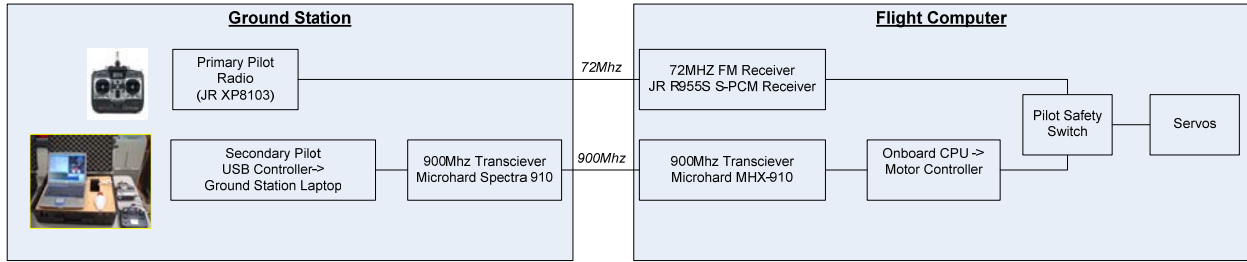 Ground Station
Flight Computer
Primary Pilot
Radio
(JR XP8103)
72Mhz
72MHZ FM Receiver
JR R955S S-PCM Receiver
Pilot Safety
Switch
Servos
Secondary Pilot
USB Controller->
Ground Station Laptop
900Mhz Transciever
Microhard Spectra 910
900Mhz
900Mhz Transciever
Microhard MHX-910
Onboard CPU ->
Motor Controller